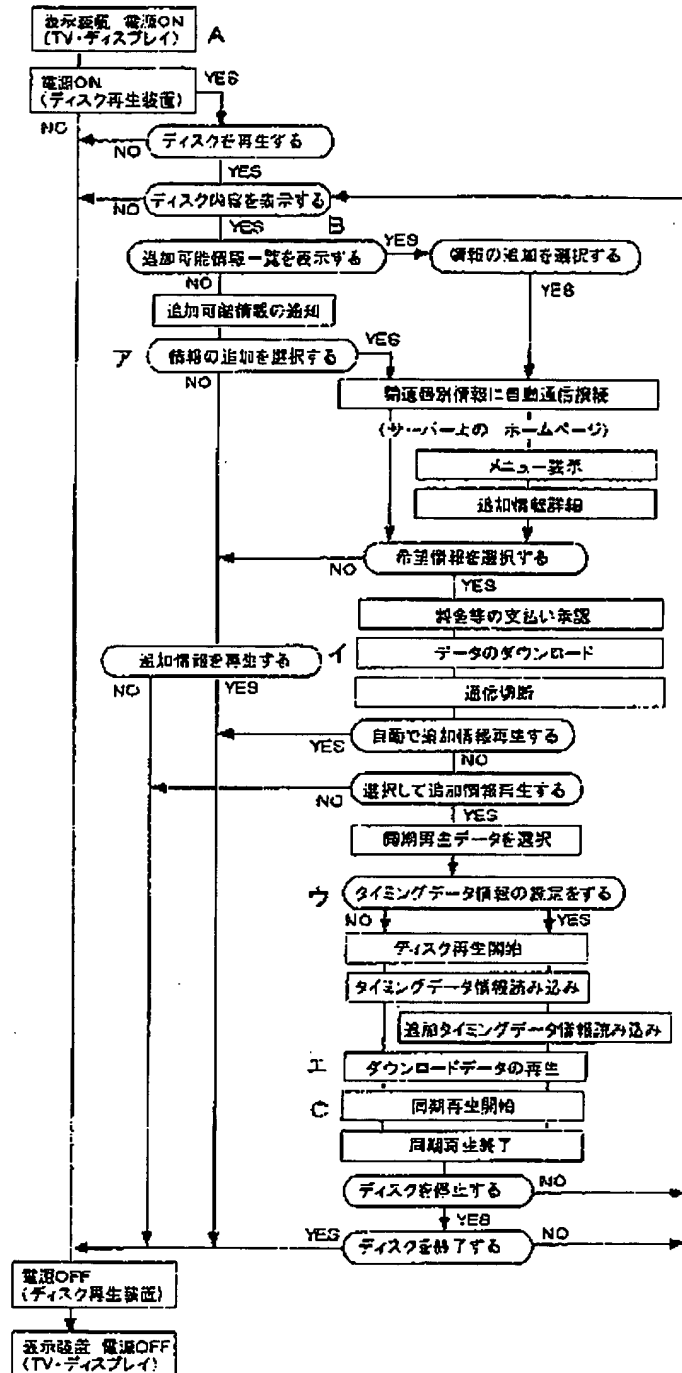 表示装置 電源ON
(TV・ディスプレイ)
A
電源ON
(ディスク再生装置)
YES
NO
ディスクを再生する
NO
YES
ディスク内容を表示する
NO
YES
B
追加可能情報一覧を表示する
YES
情報の追加を選択する
NO
YES
追加可能情報の通知
ア
情報の追加を選択する
YES
NO
関連個別情報に自動通信接続
(サーバー上の ホームページ)
メニュー表示
追加情報詳細
希望情報を選択する
NO
YES
料金等の支払い承認
追加情報を再生する
イ
データのダウンロード
NO
YES
通信切断
自動で追加情報再生する
YES
NO
選択して追加情報再生する
NO
YES
同期再生データを選択
ウ
タイミングデータ情報の設定をする
NO
YES
ディスク再生開始
タイミングデータ情報読み込み
追加タイミングデータ情報読み込み
エ
ダウンロードデータの再生
C
同期再生開始
同期再生終了
ディスクを停止する
NO
YES
YES
ディスクを終了する
NO
電源OFF
(ディスク再生装置)
表示装置 電源OFF
(TV・ディスプレイ)